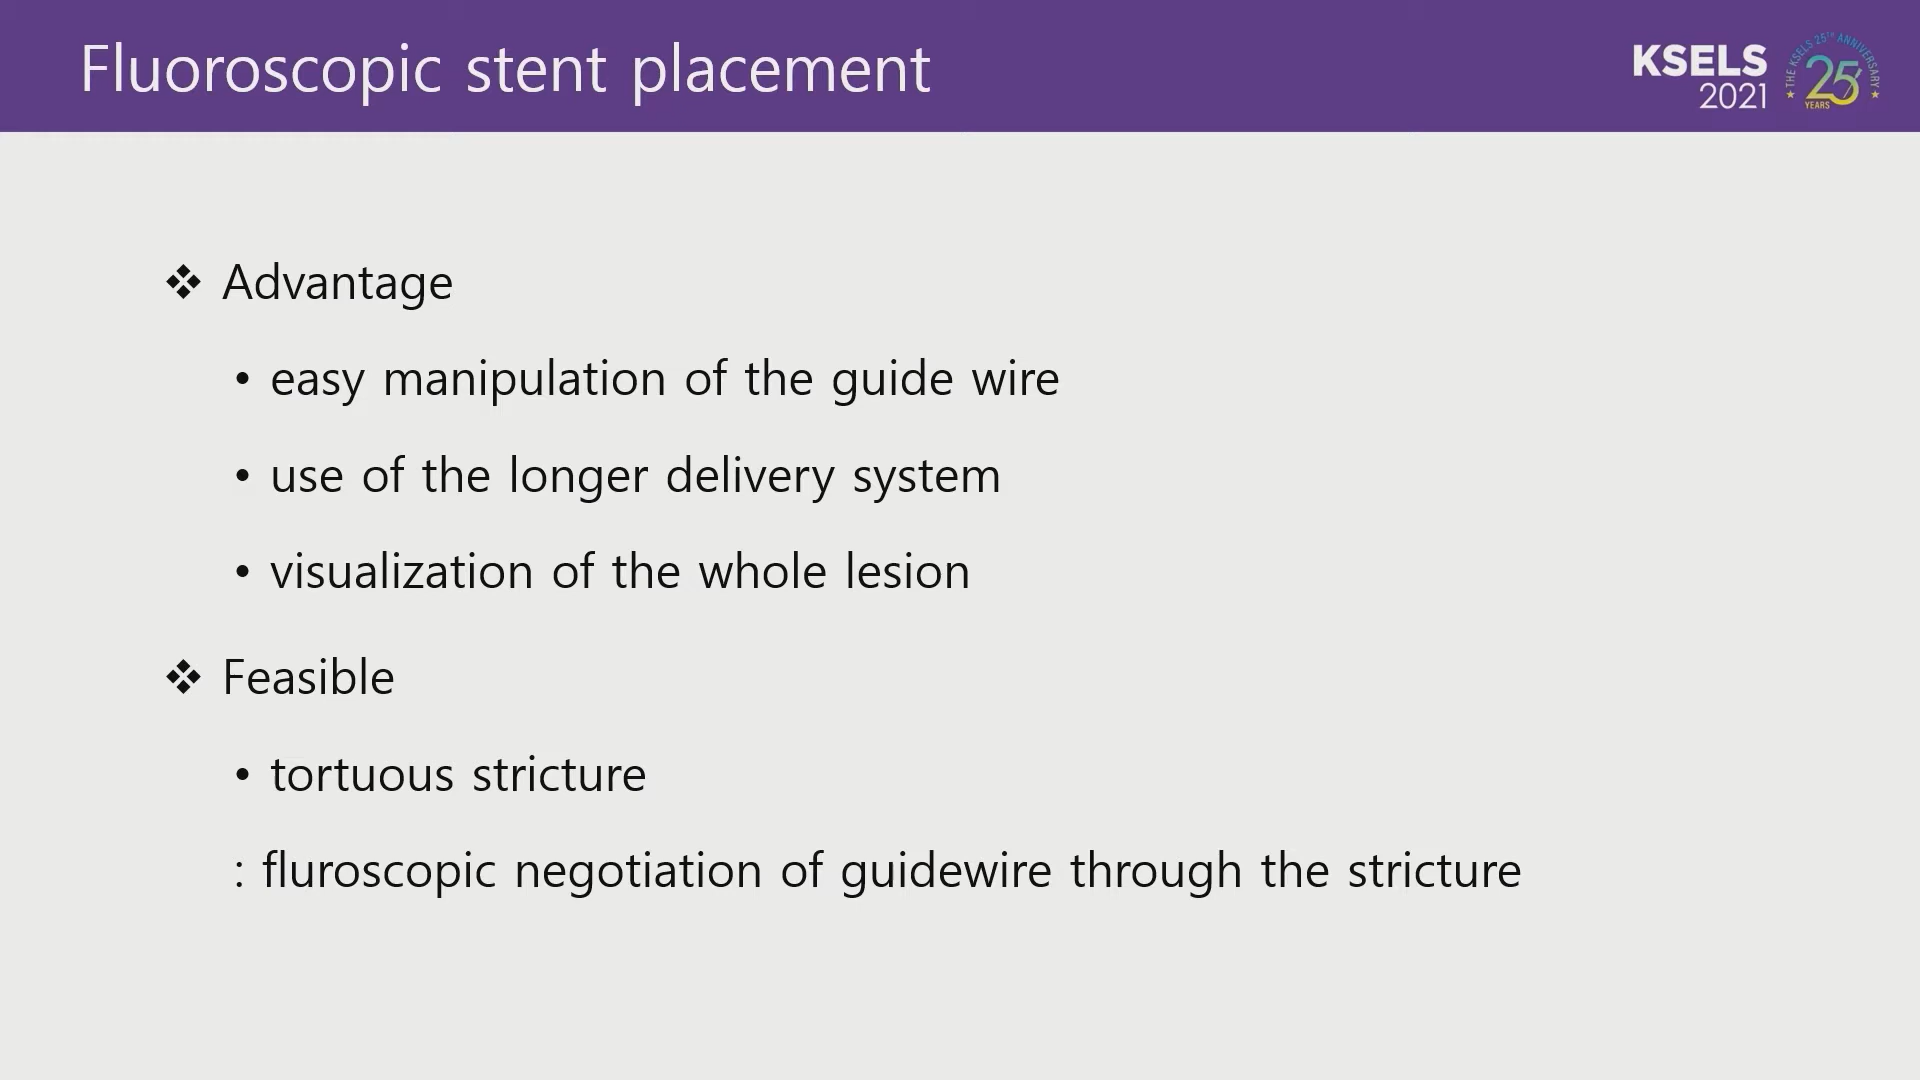 Fluoroscopic stent placement
KSELS
2021
THE KSELS 25TH ANNIVERSARY
25
YEARS
❖ Advantage
• easy manipulation of the guide wire
• use of the longer delivery system
• visualization of the whole lesion
❖ Feasible
• tortuous stricture
: fluroscopic negotiation of guidewire through the stricture